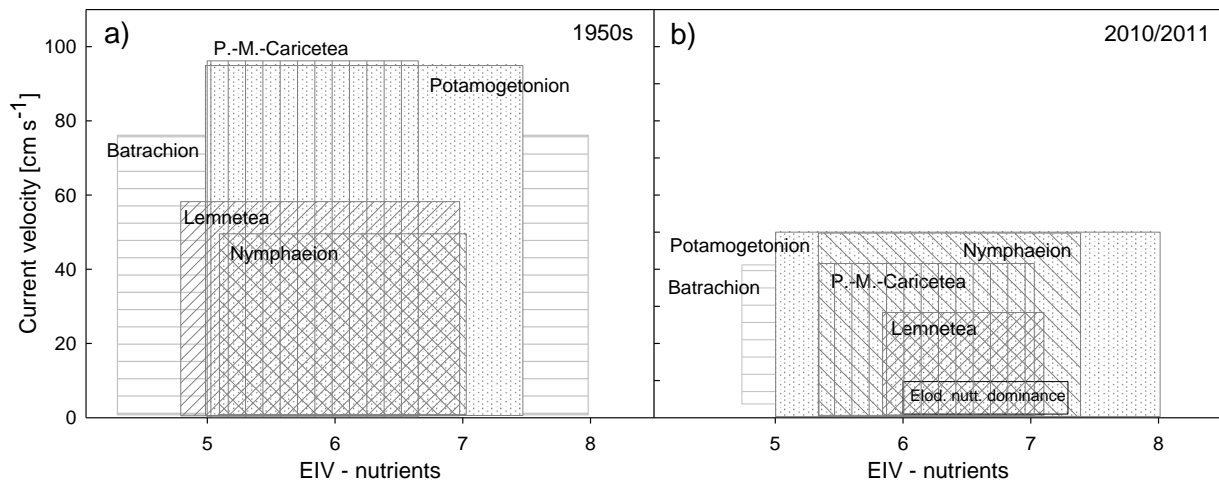 a)
1950s
P.-M.-Caricetea
Potamogetonion
Batrachion
Lemnetea
Nymphaeion
Current velocity [cm s⁻¹]
100
80
60
40
20
0
5 6 7 8
EIV - nutrients
b)
2010/2011
Potamogetonion
Nymphaeion
Batrachion
P.-M.-Caricetea
Lemnetea
Elod. nutt. dominance
5 6 7 8
EIV - nutrients